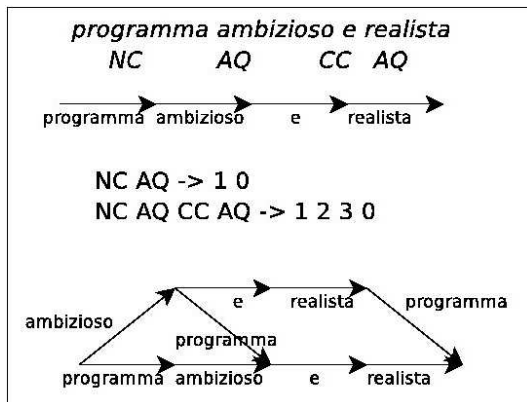 programma ambizioso e realista
NC AQ CC AQ
programma ambizioso e realista
NC AQ -> 1 0
NC AQ CC AQ -> 1 2 3 0
e realista
ambizioso programma programma
programma ambizioso e realista